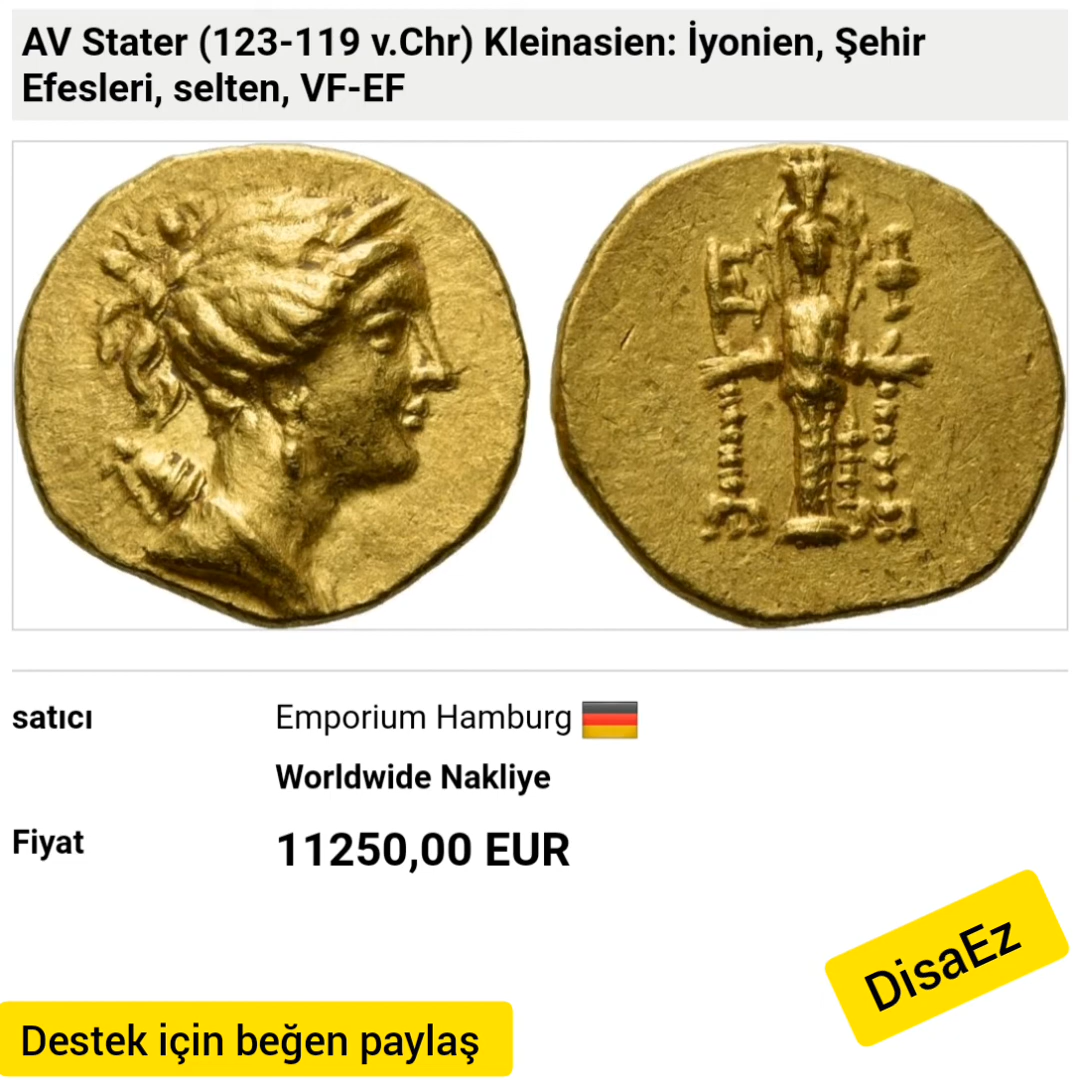 AV Stater (123-119 v.Chr) Kleinasien: İyonien, Şehir
Efesleri, selten, VF-EF
satıcı Emporium Hamburg
Worldwide Nakliye
Fiyat 11250,00 EUR
DisaEz
Destek için beğen paylaş